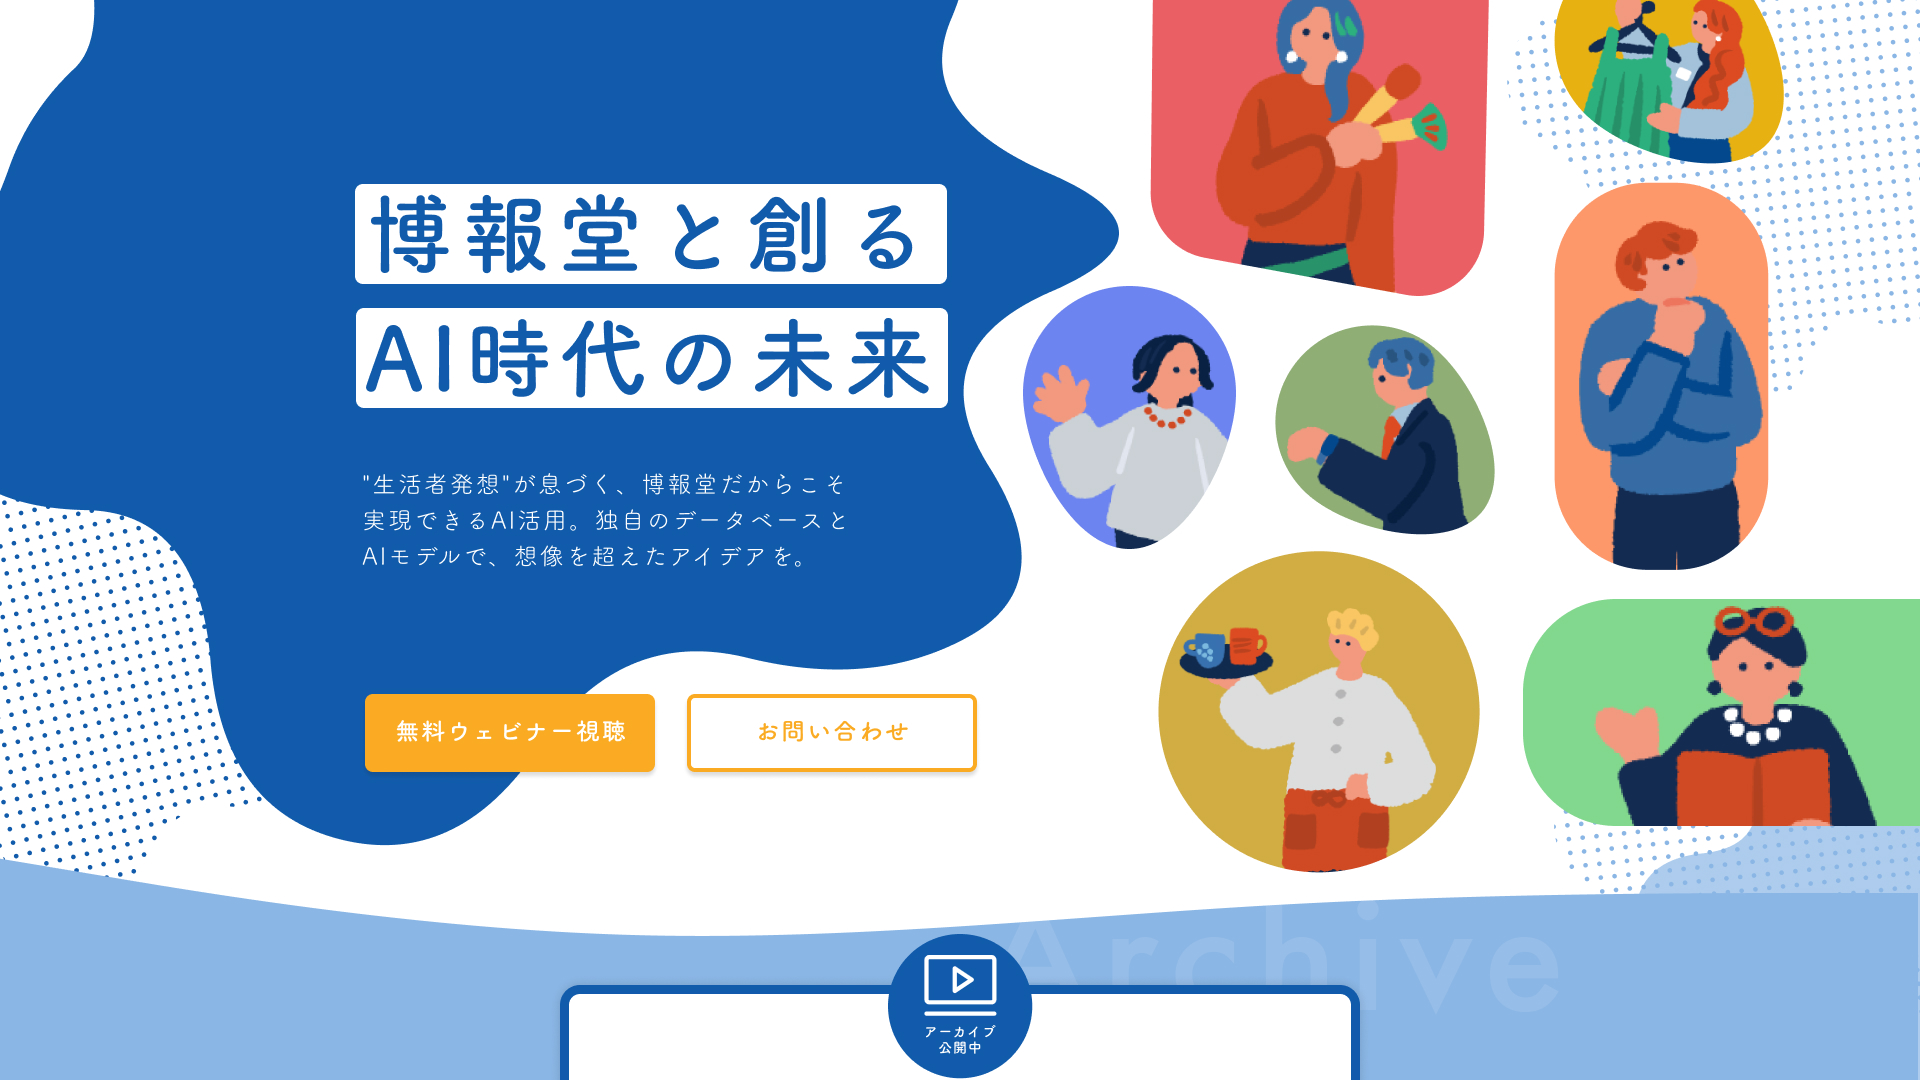 博報堂と創る
AI時代の未来
"生活者発想"が息づく、博報堂だからこそ
実現できるAI活用。独自のデータベースと
AIモデルで、想像を超えたアイデアを。
無料ウェビナー視聴
お問い合わせ
Archive
アーカイブ
公開中